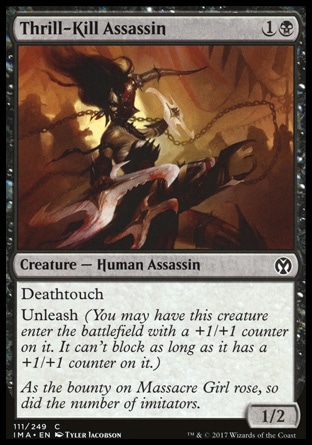 Thrill-Kill Assassin 1
Creature — Human Assassin
Deathtouch
Unleash (You may have this creature
enter the battlefield with a +1/+1 counter
on it. It can't block as long as it has a
+1/+1 counter on it.)
As the bounty on Massacre Girl rose, so
did the number of imitators.
1/2
111/249 C
IMA • EN Tyler Jacobson
™ & © 2017 Wizards of the Coast